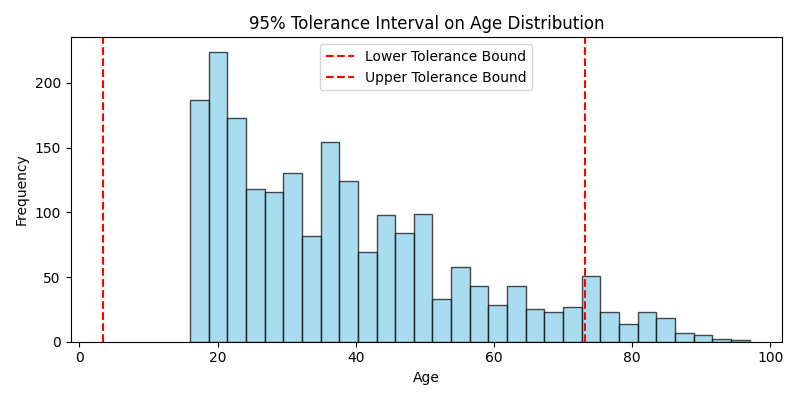 95% Tolerance Interval on Age Distribution
Lower Tolerance Bound
Upper Tolerance Bound
Frequency
200
150
100
50
0
0 20 40 60 80 100
Age